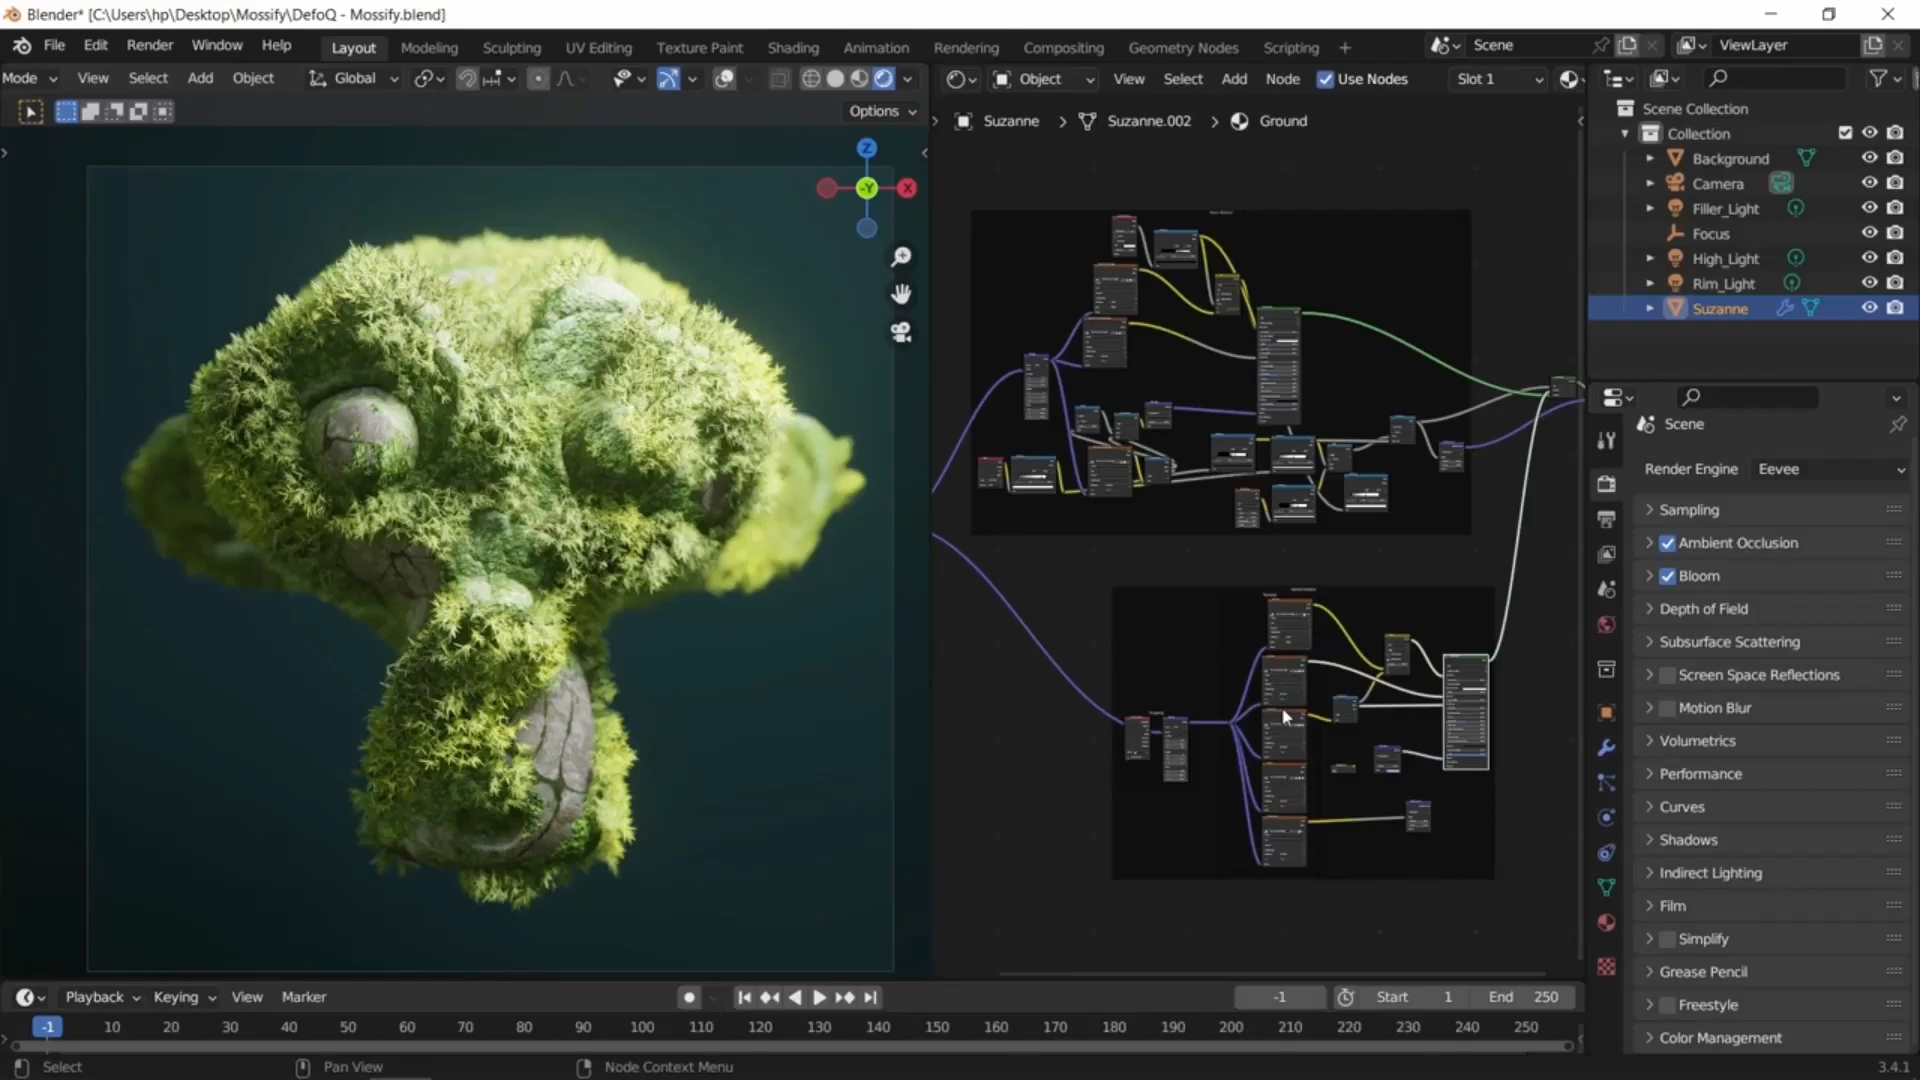 Blender* [C:\Users\hp\Desktop\Mossify\DefoQ - Mossify.blend]
File Edit Render Window Help Layout Modeling Sculpting UV Editing Texture Paint Shading Animation Rendering Compositing Geometry Nodes Scripting + Scene ViewLayer
Mode View Select Add Object Global Object View Select Add Node Use Nodes Slot 1
Options
Suzanne > Suzanne.002 > Ground
Z
-Y X
Scene Collection
Collection
Background
Camera
Filler_Light
Focus
High_Light
Rim_Light
Suzanne
Scene
Render Engine Eevee
Sampling
Ambient Occlusion
Bloom
Depth of Field
Subsurface Scattering
Screen Space Reflections
Motion Blur
Volumetrics
Performance
Curves
Shadows
Indirect Lighting
Film
Simplify
Grease Pencil
Freestyle
Color Management
Playback Keying View Marker -1 Start 1 End 250
-1 10 20 30 40 50 60 70 80 90 100 110 120 130 140 150 160 170 180 190 200 210 220 230 240 250
Select Pan View Node Context Menu 3.4.1